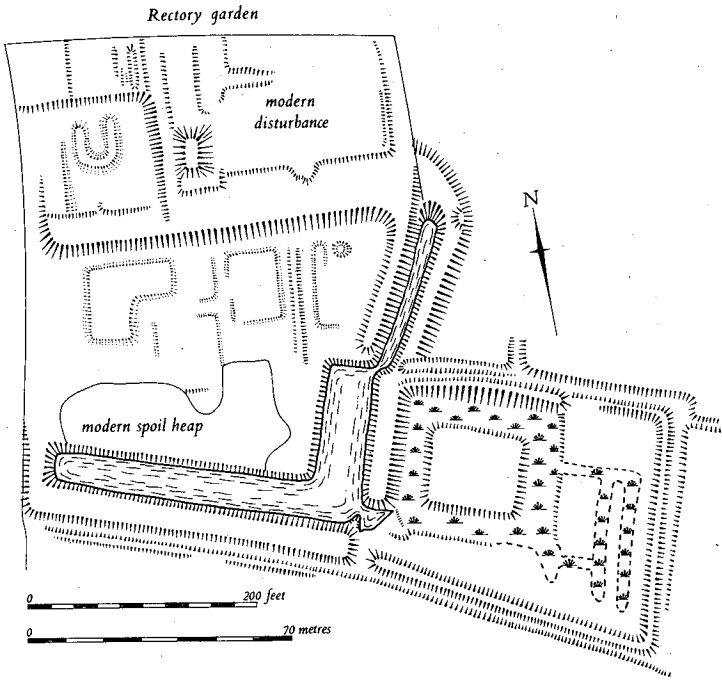 Rectory garden
modern
disturbance
N
modern spoil heap
0 200 feet
0 70 metres